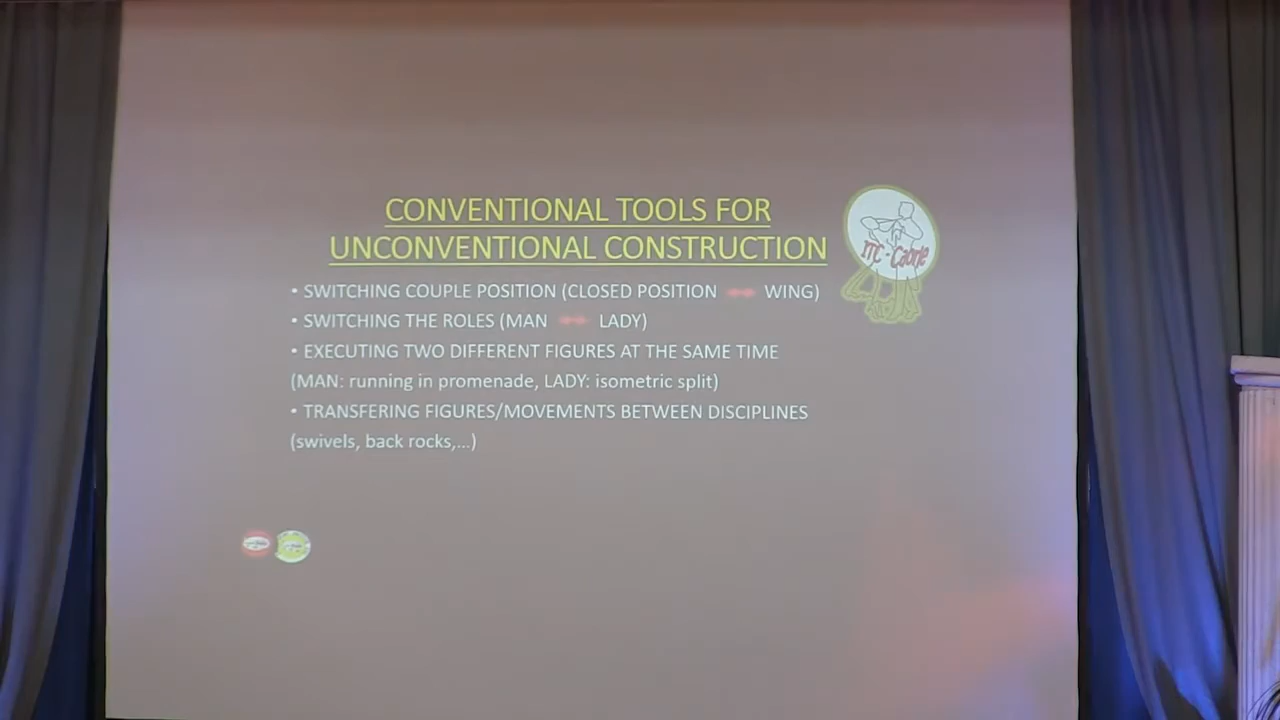 CONVENTIONAL TOOLS FOR
UNCONVENTIONAL CONSTRUCTION
• SWITCHING COUPLE POSITION (CLOSED POSITION WING)
• SWITCHING THE ROLES (MAN LADY)
• EXECUTING TWO DIFFERENT FIGURES AT THE SAME TIME
(MAN: running in promenade, LADY: isometric split)
• TRANSFERING FIGURES/MOVEMENTS BETWEEN DISCIPLINES
(swivels, back rocks,...)